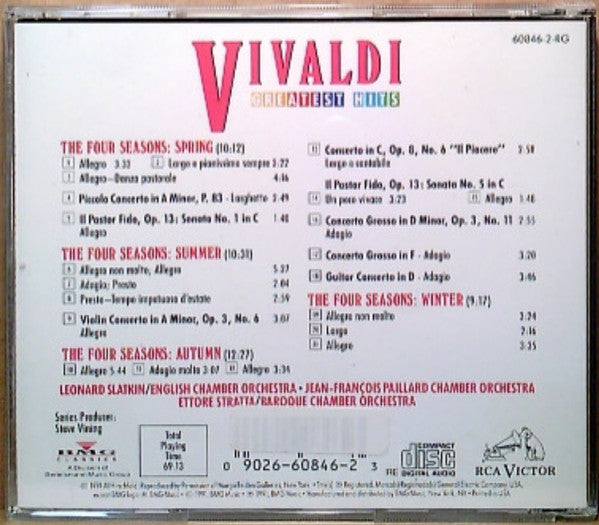 60846-2-RG
VIVALDI
GREATEST HITS
THE FOUR SEASONS: SPRING (10:12)
1 Allegro 3:32 2 Largo e pianissimo sempre 2:22
3 Allegro—Danza pastorale 4:16
4 Piccolo Concerto in A Minor, P. 83 - Larghetto 2:49
5 Il Pastor Fido, Op. 13: Sonata No. 1 in C 1:48
Allegro
THE FOUR SEASONS: SUMMER (10:31)
6 Allegro non molto; Allegro 5:27
7 Adagio; Presto 2:04
8 Presto—Tempo impetuoso d'estate 2:59
9 Violin Concerto in A Minor, Op. 3, No. 6 3:07
Allegro
THE FOUR SEASONS: AUTUMN (12:27)
10 Allegro 5:44 11 Adagio molto 3:07 12 Allegro 3:34
13 Concerto in C, Op. 8, No. 6 "Il Piacere" 2:58
Largo e cantabile
Il Pastor Fido, Op. 13: Sonata No. 5 in C
14 Un poco vivace 3:23 15 Allegro 1:48
16 Concerto Grosso in D Minor, Op. 3, No. 11 2:55
Adagio
17 Concerto Grosso in F - Adagio 3:20
18 Guitar Concerto in D - Adagio 3:46
THE FOUR SEASONS: WINTER (9:17)
19 Allegro non molto 3:24
20 Largo 2:16
21 Allegro 3:35
LEONARD SLATKIN/ENGLISH CHAMBER ORCHESTRA • JEAN-FRANÇOIS PAILLARD CHAMBER ORCHESTRA
ETTORE STRATTA/BAROQUE CHAMBER ORCHESTRA
Series Producer:
Steve Vining
BMG
CLASSICS
A Division of
Bertelsmann Music Group
Total
Playing
Time
69:13
0 9026-60846-2 3
RE
COMPACT
disc
DIGITAL AUDIO
RCA VICTOR